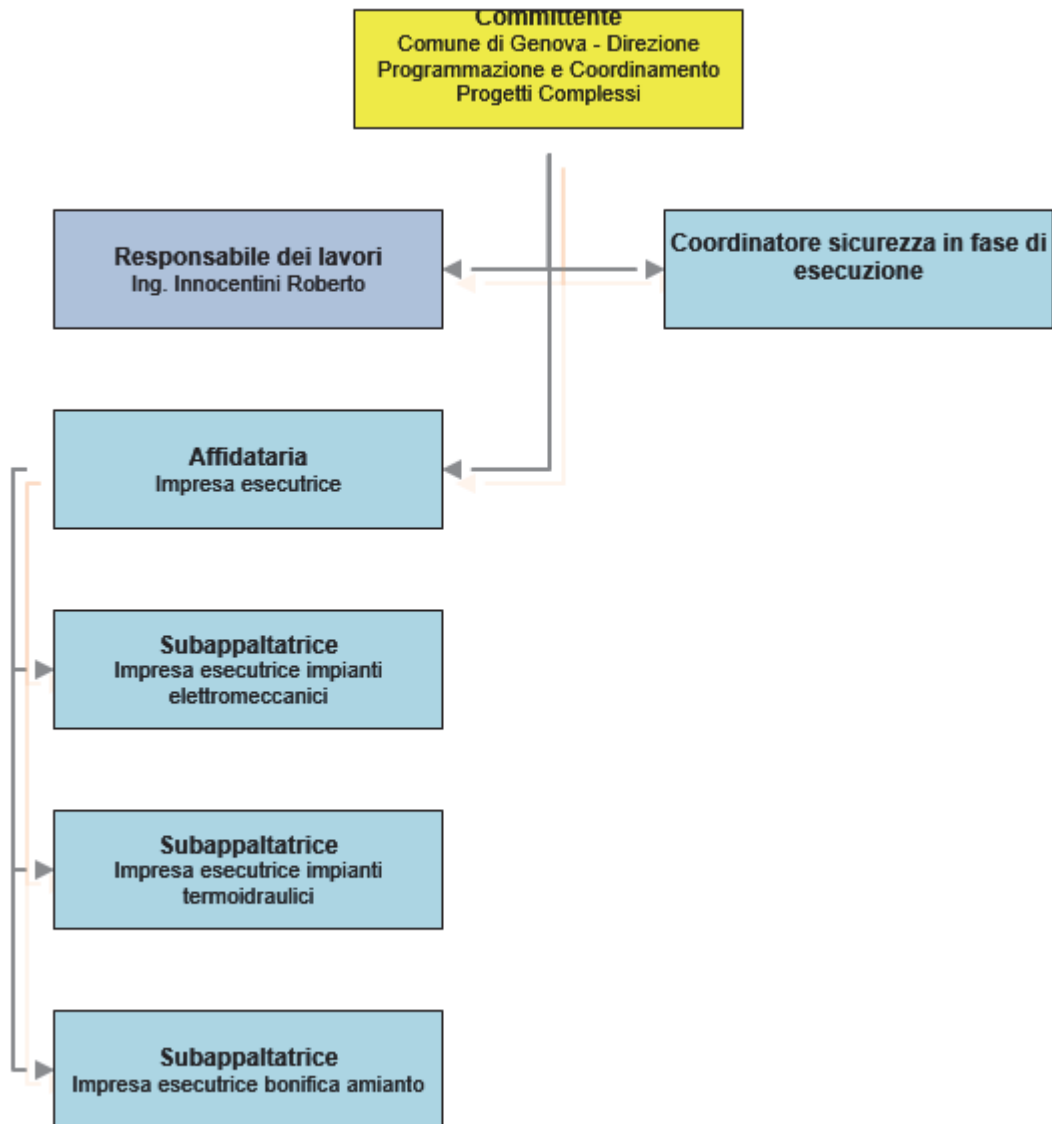 Committente
Comune di Genova - Direzione
Programmazione e Coordinamento
Progetti Complessi
Responsabile dei lavori
Ing. Innocentini Roberto
Coordinatore sicurezza in fase di
esecuzione
Affidataria
Impresa esecutrice
Subappaltatrice
Impresa esecutrice impianti
elettromeccanici
Subappaltatrice
Impresa esecutrice impianti
termoidraulici
Subappaltatrice
Impresa esecutrice bonifica amianto